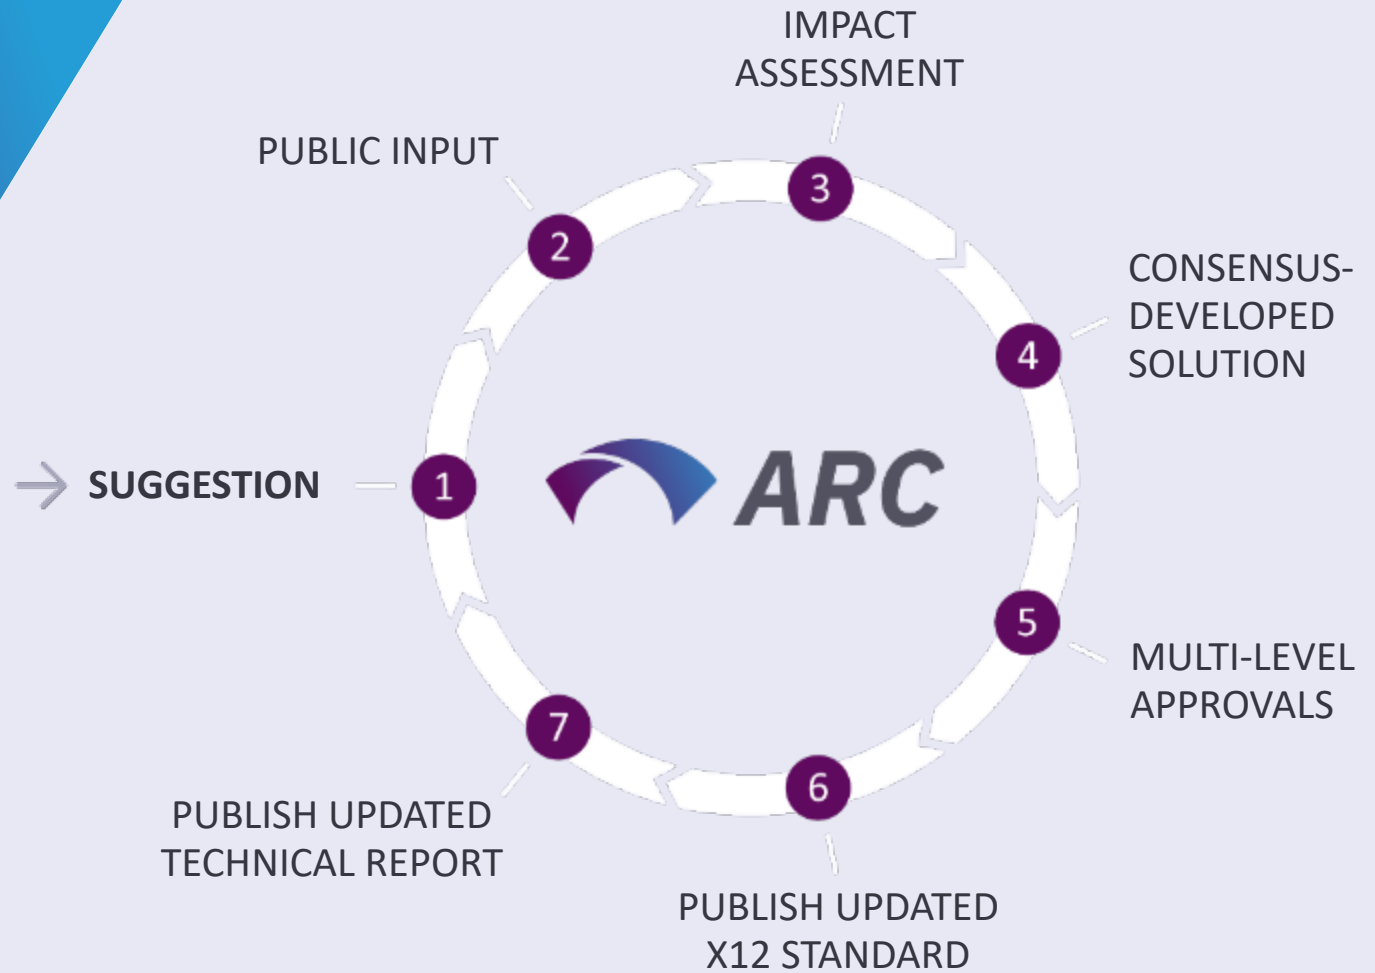 SUGGESTION
1
PUBLIC INPUT
2
IMPACT
ASSESSMENT
3
CONSENSUS-
DEVELOPED
SOLUTION
4
MULTI-LEVEL
APPROVALS
5
PUBLISH UPDATED
X12 STANDARD
6
PUBLISH UPDATED
TECHNICAL REPORT
7
ARC